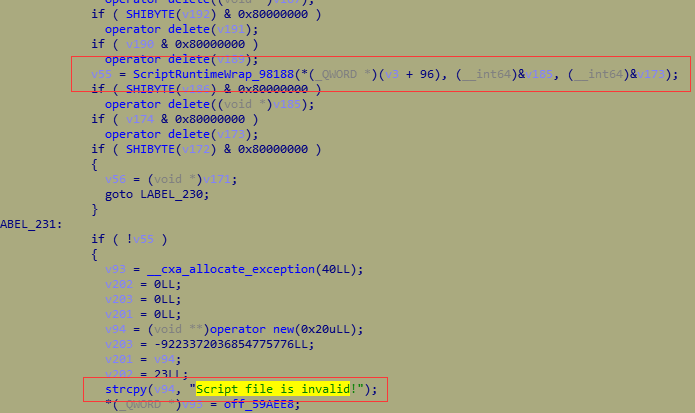 operator delete((void *)v187);
if ( SHIBYTE(v192) & 0x80000000 )
operator delete(v191);
if ( v190 & 0x80000000 )
operator delete(v189);
v55 = ScriptRuntimeWrap_98188(*(_QWORD *)(v3 + 96), (__int64)&v185, (__int64)&v173);
if ( SHIBYTE(v186) & 0x80000000 )
operator delete((void *)v185);
if ( v174 & 0x80000000 )
operator delete(v173);
if ( SHIBYTE(v172) & 0x80000000 )
{
v56 = (void *)v171;
goto LABEL_230;
}
ABEL_231:
if ( !v55 )
{
v93 = __cxa_allocate_exception(40LL);
v202 = 0LL;
v203 = 0LL;
v201 = 0LL;
v94 = (void **)operator new(0x20uLL);
v203 = -9223372036854775776LL;
v201 = v94;
v202 = 23LL;
strcpy(v94, "Script file is invalid!");
*(_QWORD *)v93 = off_59AEE8;